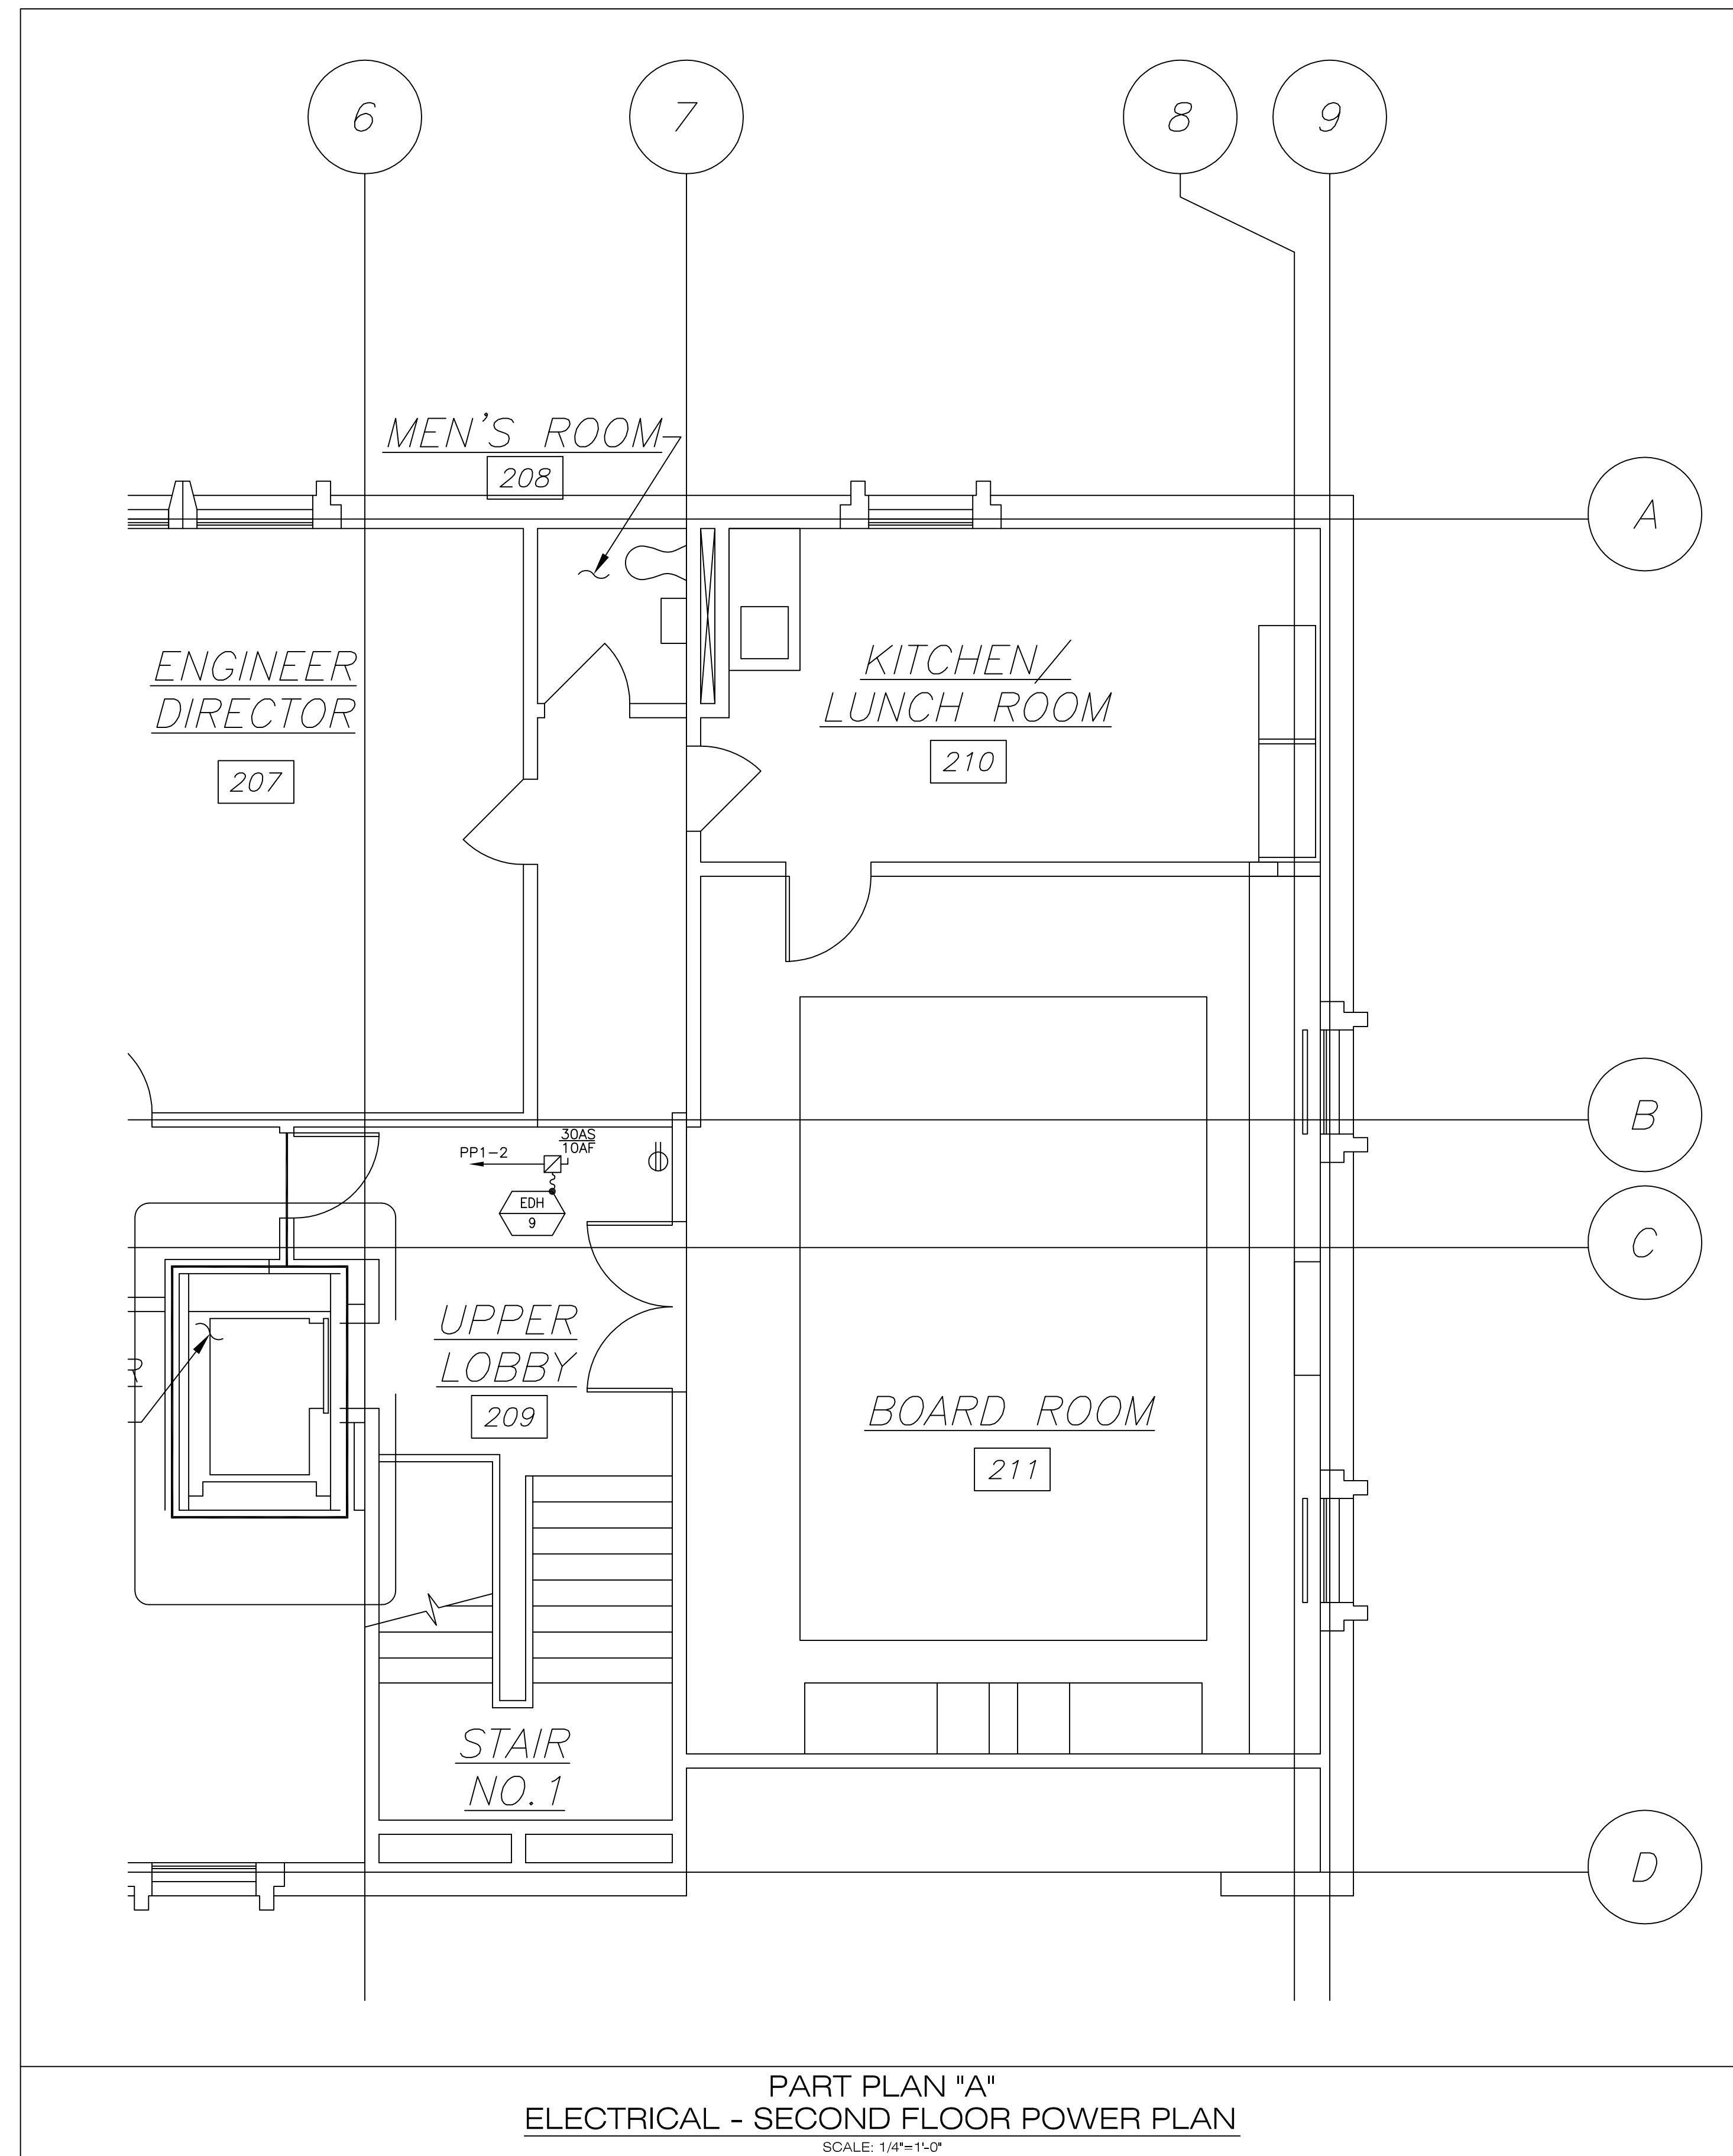 6
7
8
9
MEN'S ROOM
208
A
ENGINEER
DIRECTOR
207
KITCHEN/
LUNCH ROOM
210
B
30AS
10AF
PP1-2
EDH
9
C
UPPER
LOBBY
209
R
BOARD ROOM
211
STAIR
NO.1
D
PART PLAN "A"
ELECTRICAL - SECOND FLOOR POWER PLAN
SCALE: 1/4"=1'-0"